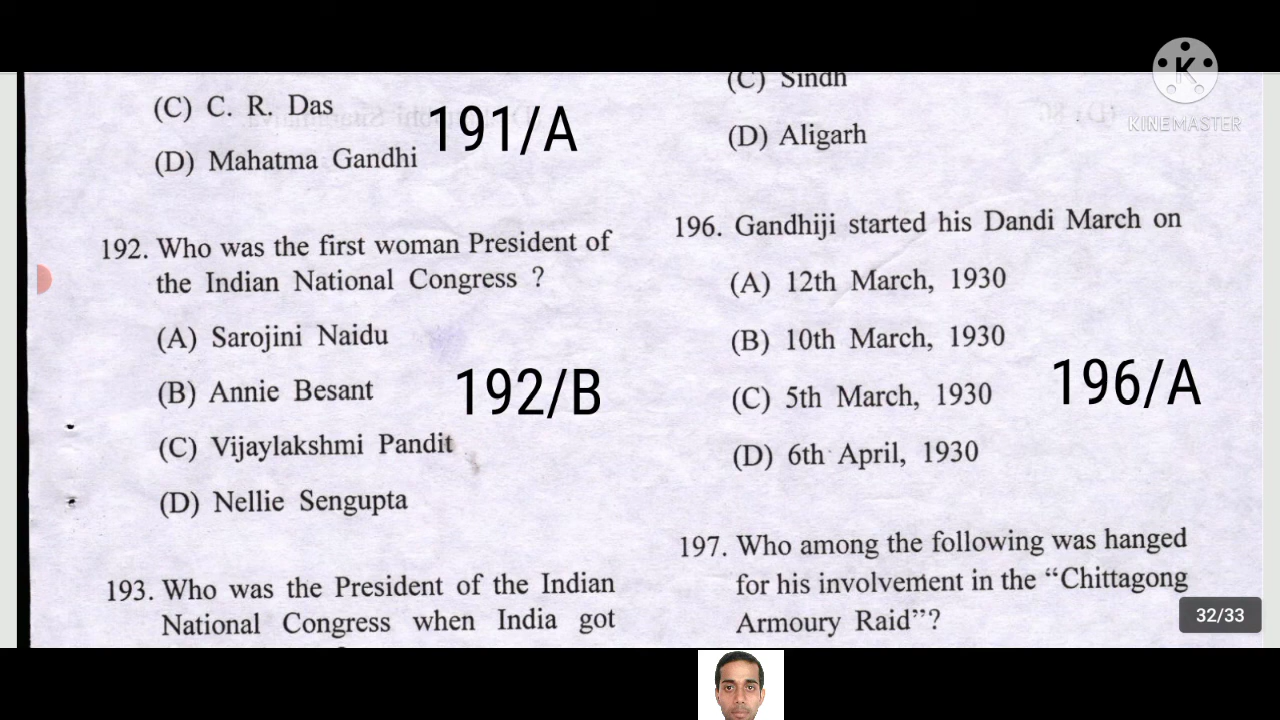 (C) C. R. Das
(D) Mahatma Gandhi
191/A
192. Who was the first woman President of
the Indian National Congress ?
(A) Sarojini Naidu
(B) Annie Besant
(C) Vijaylakshmi Pandit
(D) Nellie Sengupta
192/B
193. Who was the President of the Indian
National Congress when India got
(C) Sindh
(D) Aligarh
196. Gandhiji started his Dandi March on
(A) 12th March, 1930
(B) 10th March, 1930
(C) 5th March, 1930
(D) 6th April, 1930
196/A
197. Who among the following was hanged
for his involvement in the “Chittagong
Armoury Raid”?
32/33
K
KINEMASTER